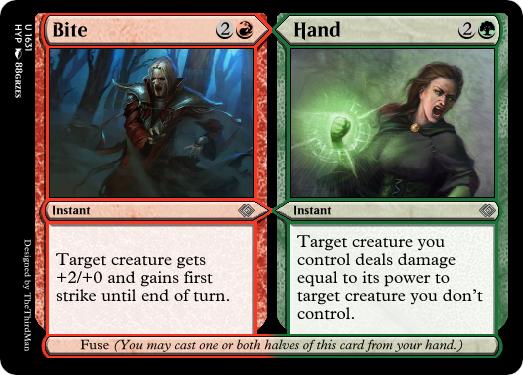 Bite
2
Instant
Target creature gets
+2/+0 and gains first
strike until end of turn.
Hand
2
Instant
Target creature you
control deals damage
equal to its power to
target creature you don't
control.
Fuse (You may cast one or both halves of this card from your hand.)
U 1631
Designed by TheThirdMan